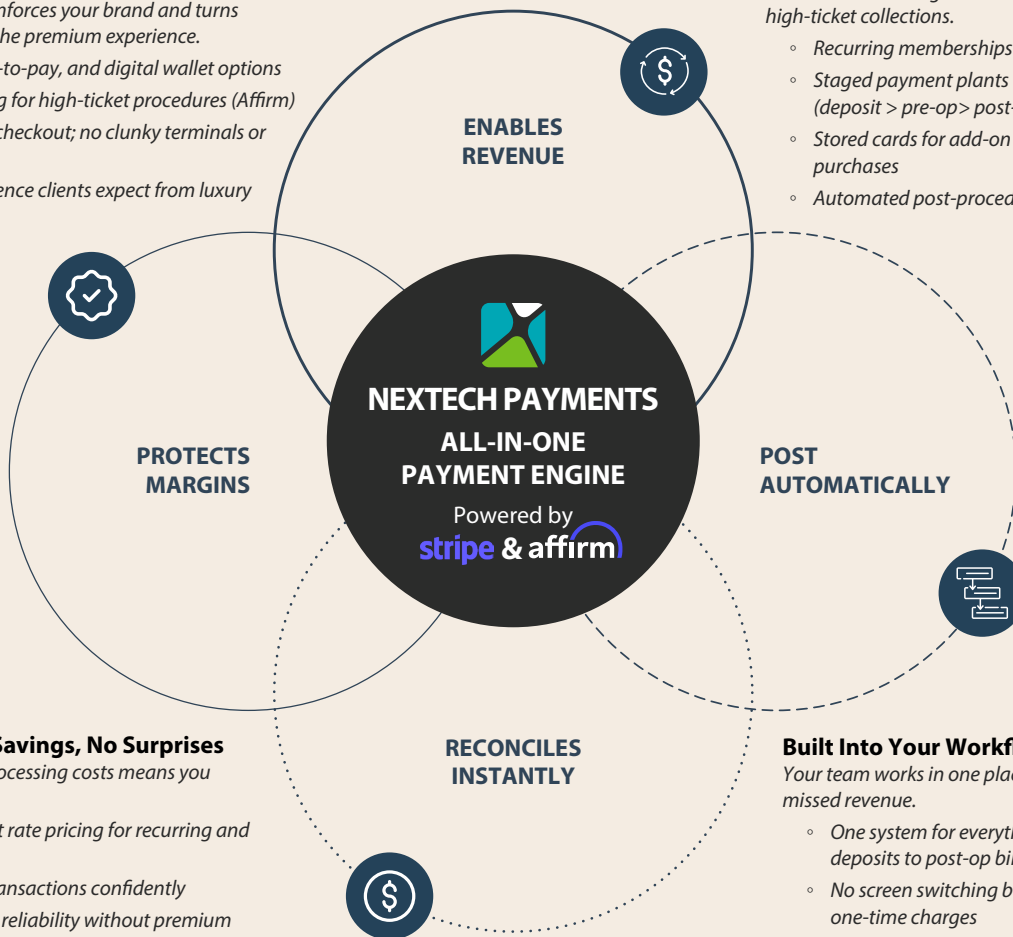 nforces your brand and turns
he premium experience.
-to-pay, and digital wallet options
g for high-ticket procedures (Affirm)
checkout; no clunky terminals or
ence clients expect from luxury
high-ticket collections.
◦ Recurring memberships
◦ Staged payment plants
(deposit > pre-op> post-
◦ Stored cards for add-on
purchases
◦ Automated post-proced
ENABLES
REVENUE
PROTECTS
MARGINS
NEXTECH PAYMENTS
ALL-IN-ONE
PAYMENT ENGINE
Powered by
stripe & affirm
POST
AUTOMATICALLY
RECONCILES
INSTANTLY
Savings, No Surprises
ocessing costs means you
t rate pricing for recurring and
ansactions confidently
reliability without premium
Built Into Your Workf
Your team works in one plac
missed revenue.
◦ One system for everyt
deposits to post-op bi
◦ No screen switching b
one-time charges